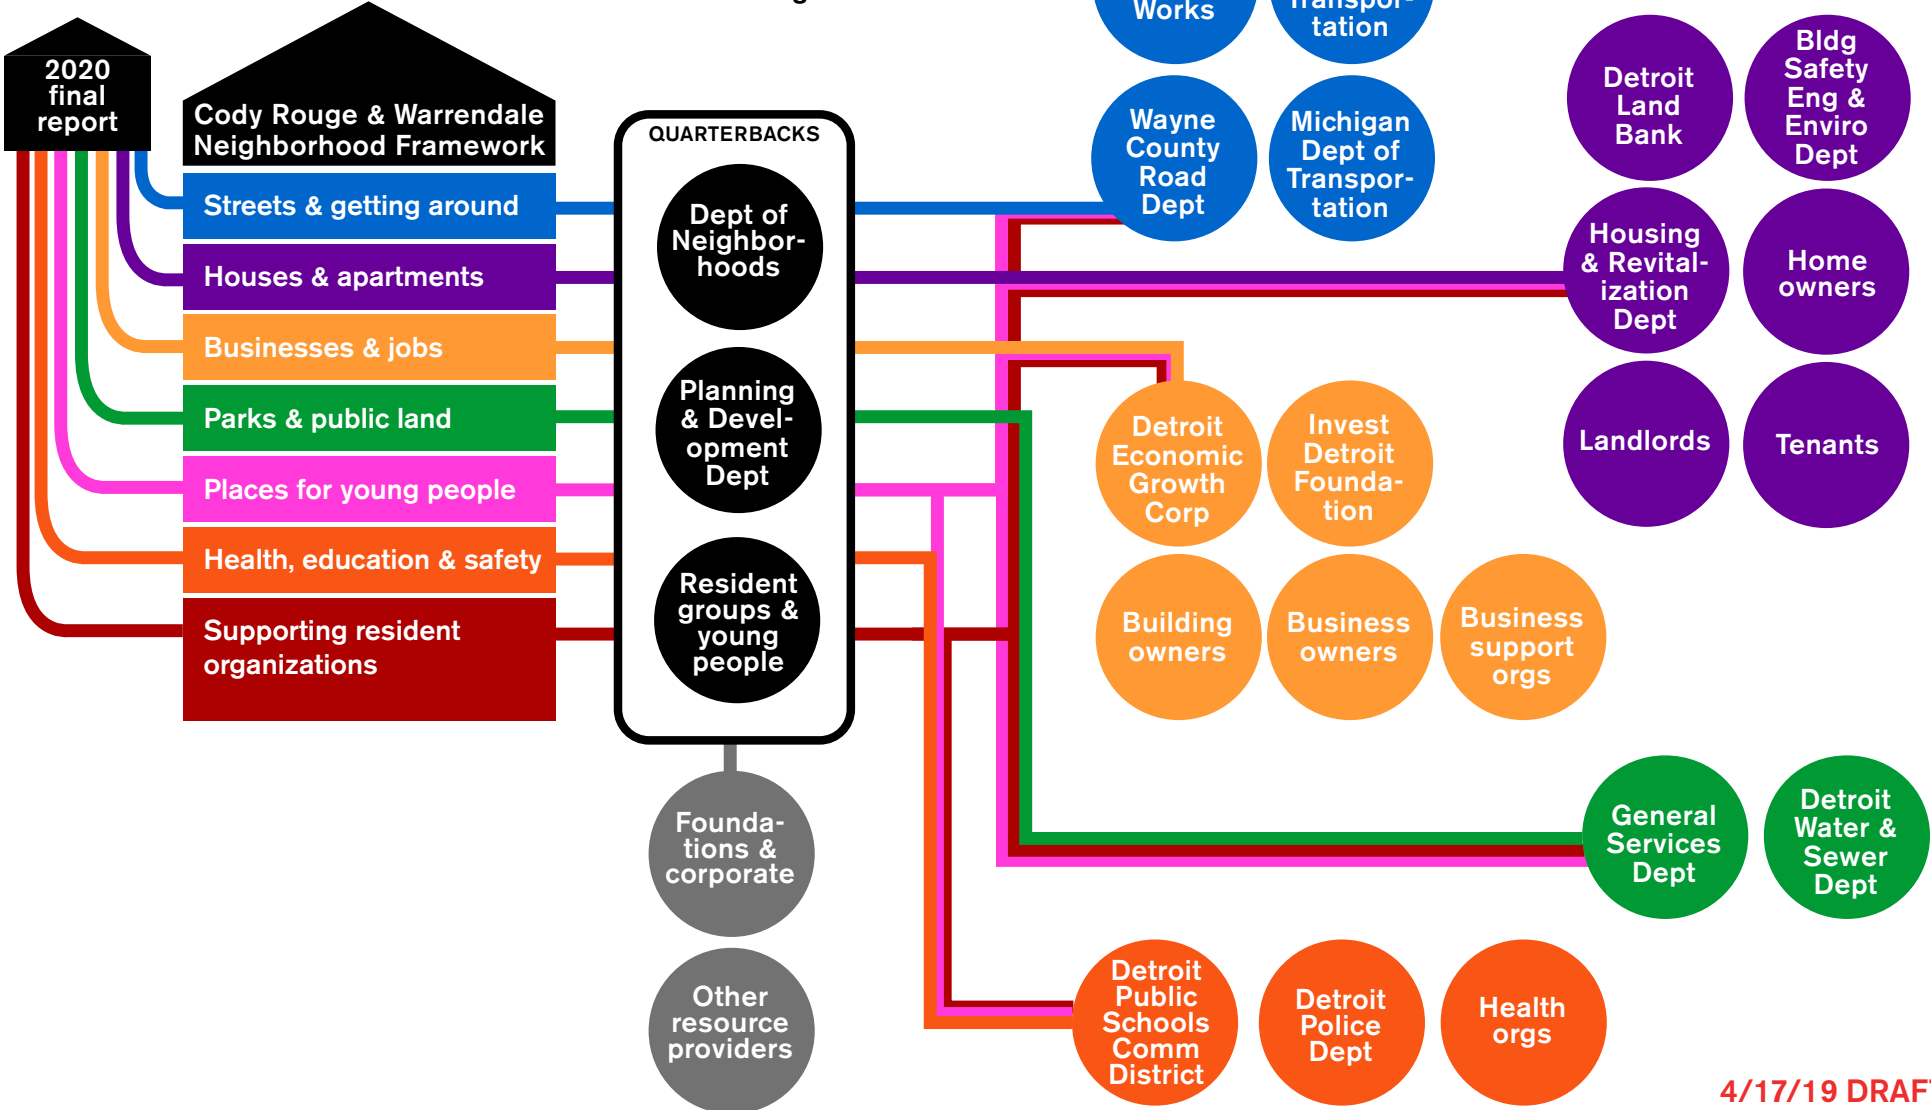 2020
final
report
Cody Rouge & Warrendale
Neighborhood Framework
Streets & getting around
Houses & apartments
Businesses & jobs
Parks & public land
Places for young people
Health, education & safety
Supporting resident
organizations
QUARTERBACKS
Dept of
Neighbor-
hoods
Planning
& Devel-
opment
Dept
Resident
groups &
young
people
Founda-
tions &
corporate
Other
resource
providers
Works
Transpor-
tation
Wayne
County
Road
Dept
Michigan
Dept of
Transpor-
tation
Detroit
Land
Bank
Bldg
Safety
Eng &
Enviro
Dept
Housing
& Revital-
ization
Dept
Home
owners
Landlords
Tenants
Detroit
Economic
Growth
Corp
Invest
Detroit
Founda-
tion
Building
owners
Business
owners
Business
support
orgs
General
Services
Dept
Detroit
Water &
Sewer
Dept
Detroit
Public
Schools
Comm
District
Detroit
Police
Dept
Health
orgs
4/17/19 DRAFT